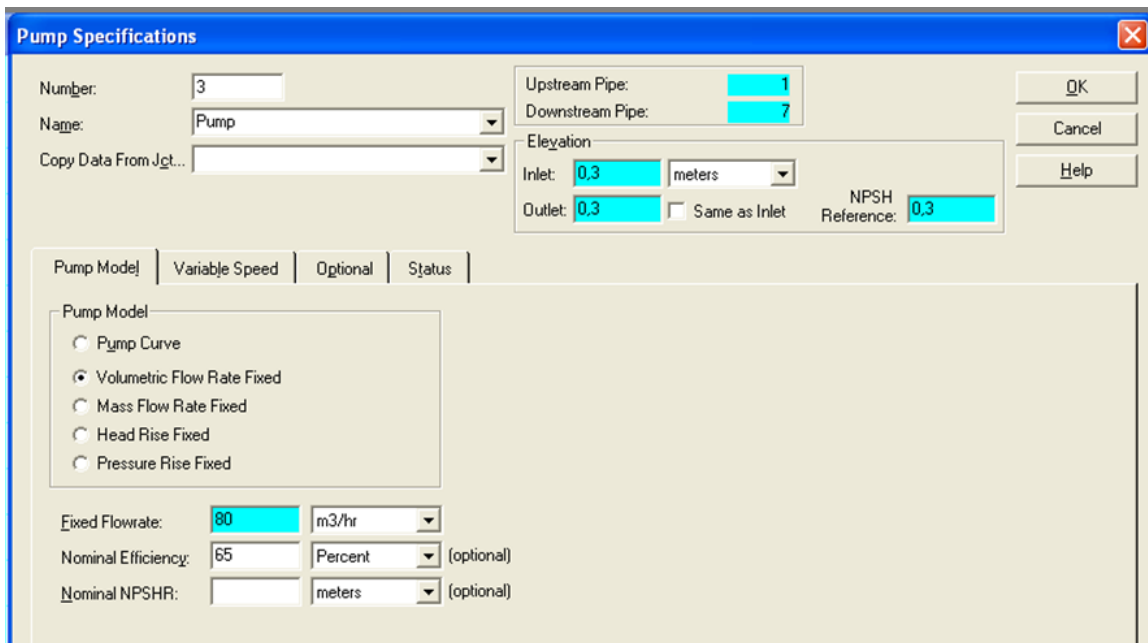 Pump Specifications
Number: 3
Name: Pump
Copy Data From Jct...
Upstream Pipe: 1
Downstream Pipe: 7
Elevation
Inlet: 0,3 meters
Outlet: 0,3 Same as Inlet
NPSH
Reference: 0,3
OK
Cancel
Help
Pump Model Variable Speed Optional Status
Pump Model
Pump Curve
Volumetric Flow Rate Fixed
Mass Flow Rate Fixed
Head Rise Fixed
Pressure Rise Fixed
Fixed Flowrate: 80 m3/hr
Nominal Efficiency: 65 Percent (optional)
Nominal NPSHR: meters (optional)